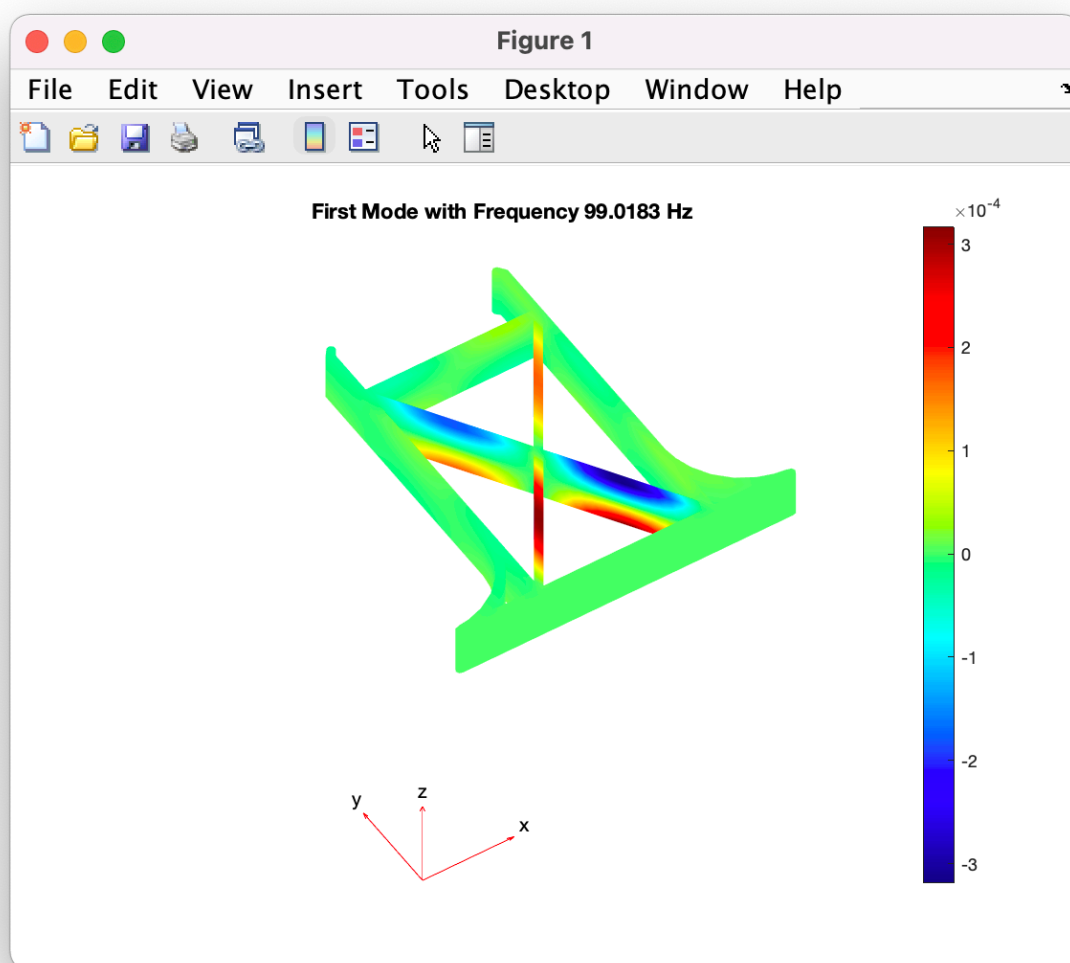 Figure 1
File Edit View Insert Tools Desktop Window Help
First Mode with Frequency 99.0183 Hz
×10^-4
3
2
1
0
-1
-2
-3
y
z
x